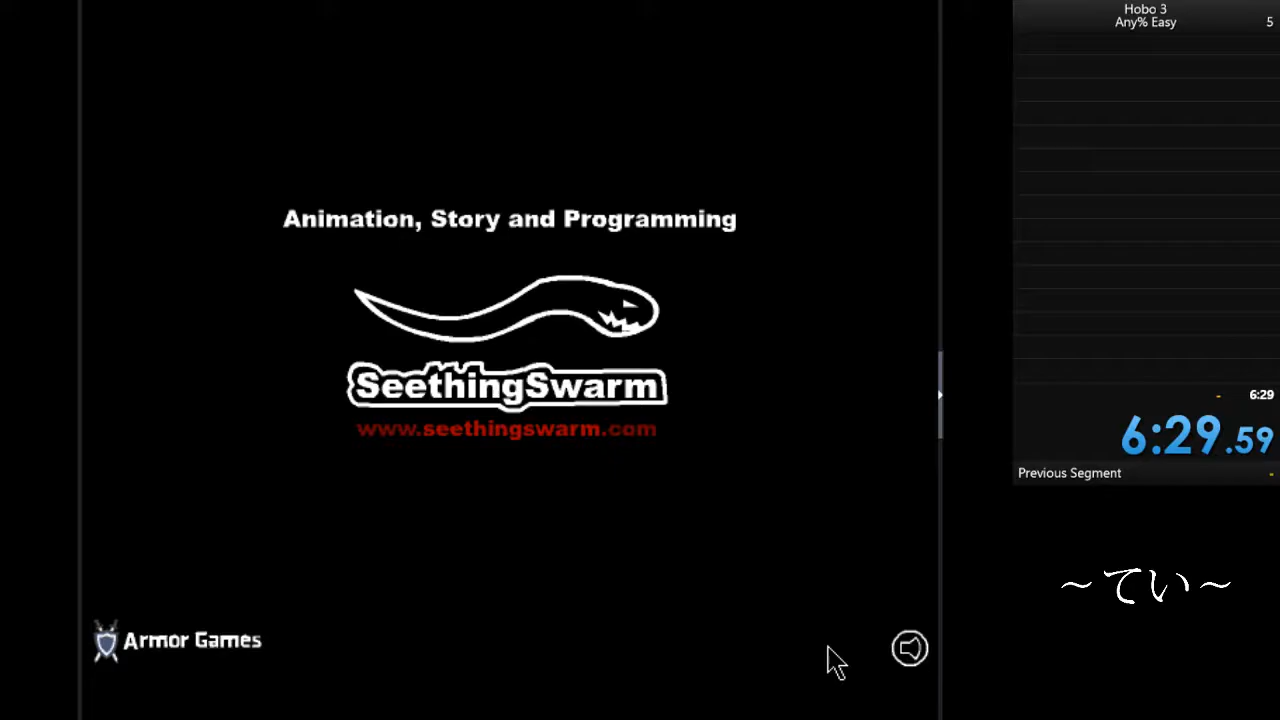 Animation, Story and Programming
SeethingSwarm
www.seethingswarm.com
Armor Games
Hobo 3
Any% Easy 5
- 6:29
6:29.59
Previous Segment -
～てい～